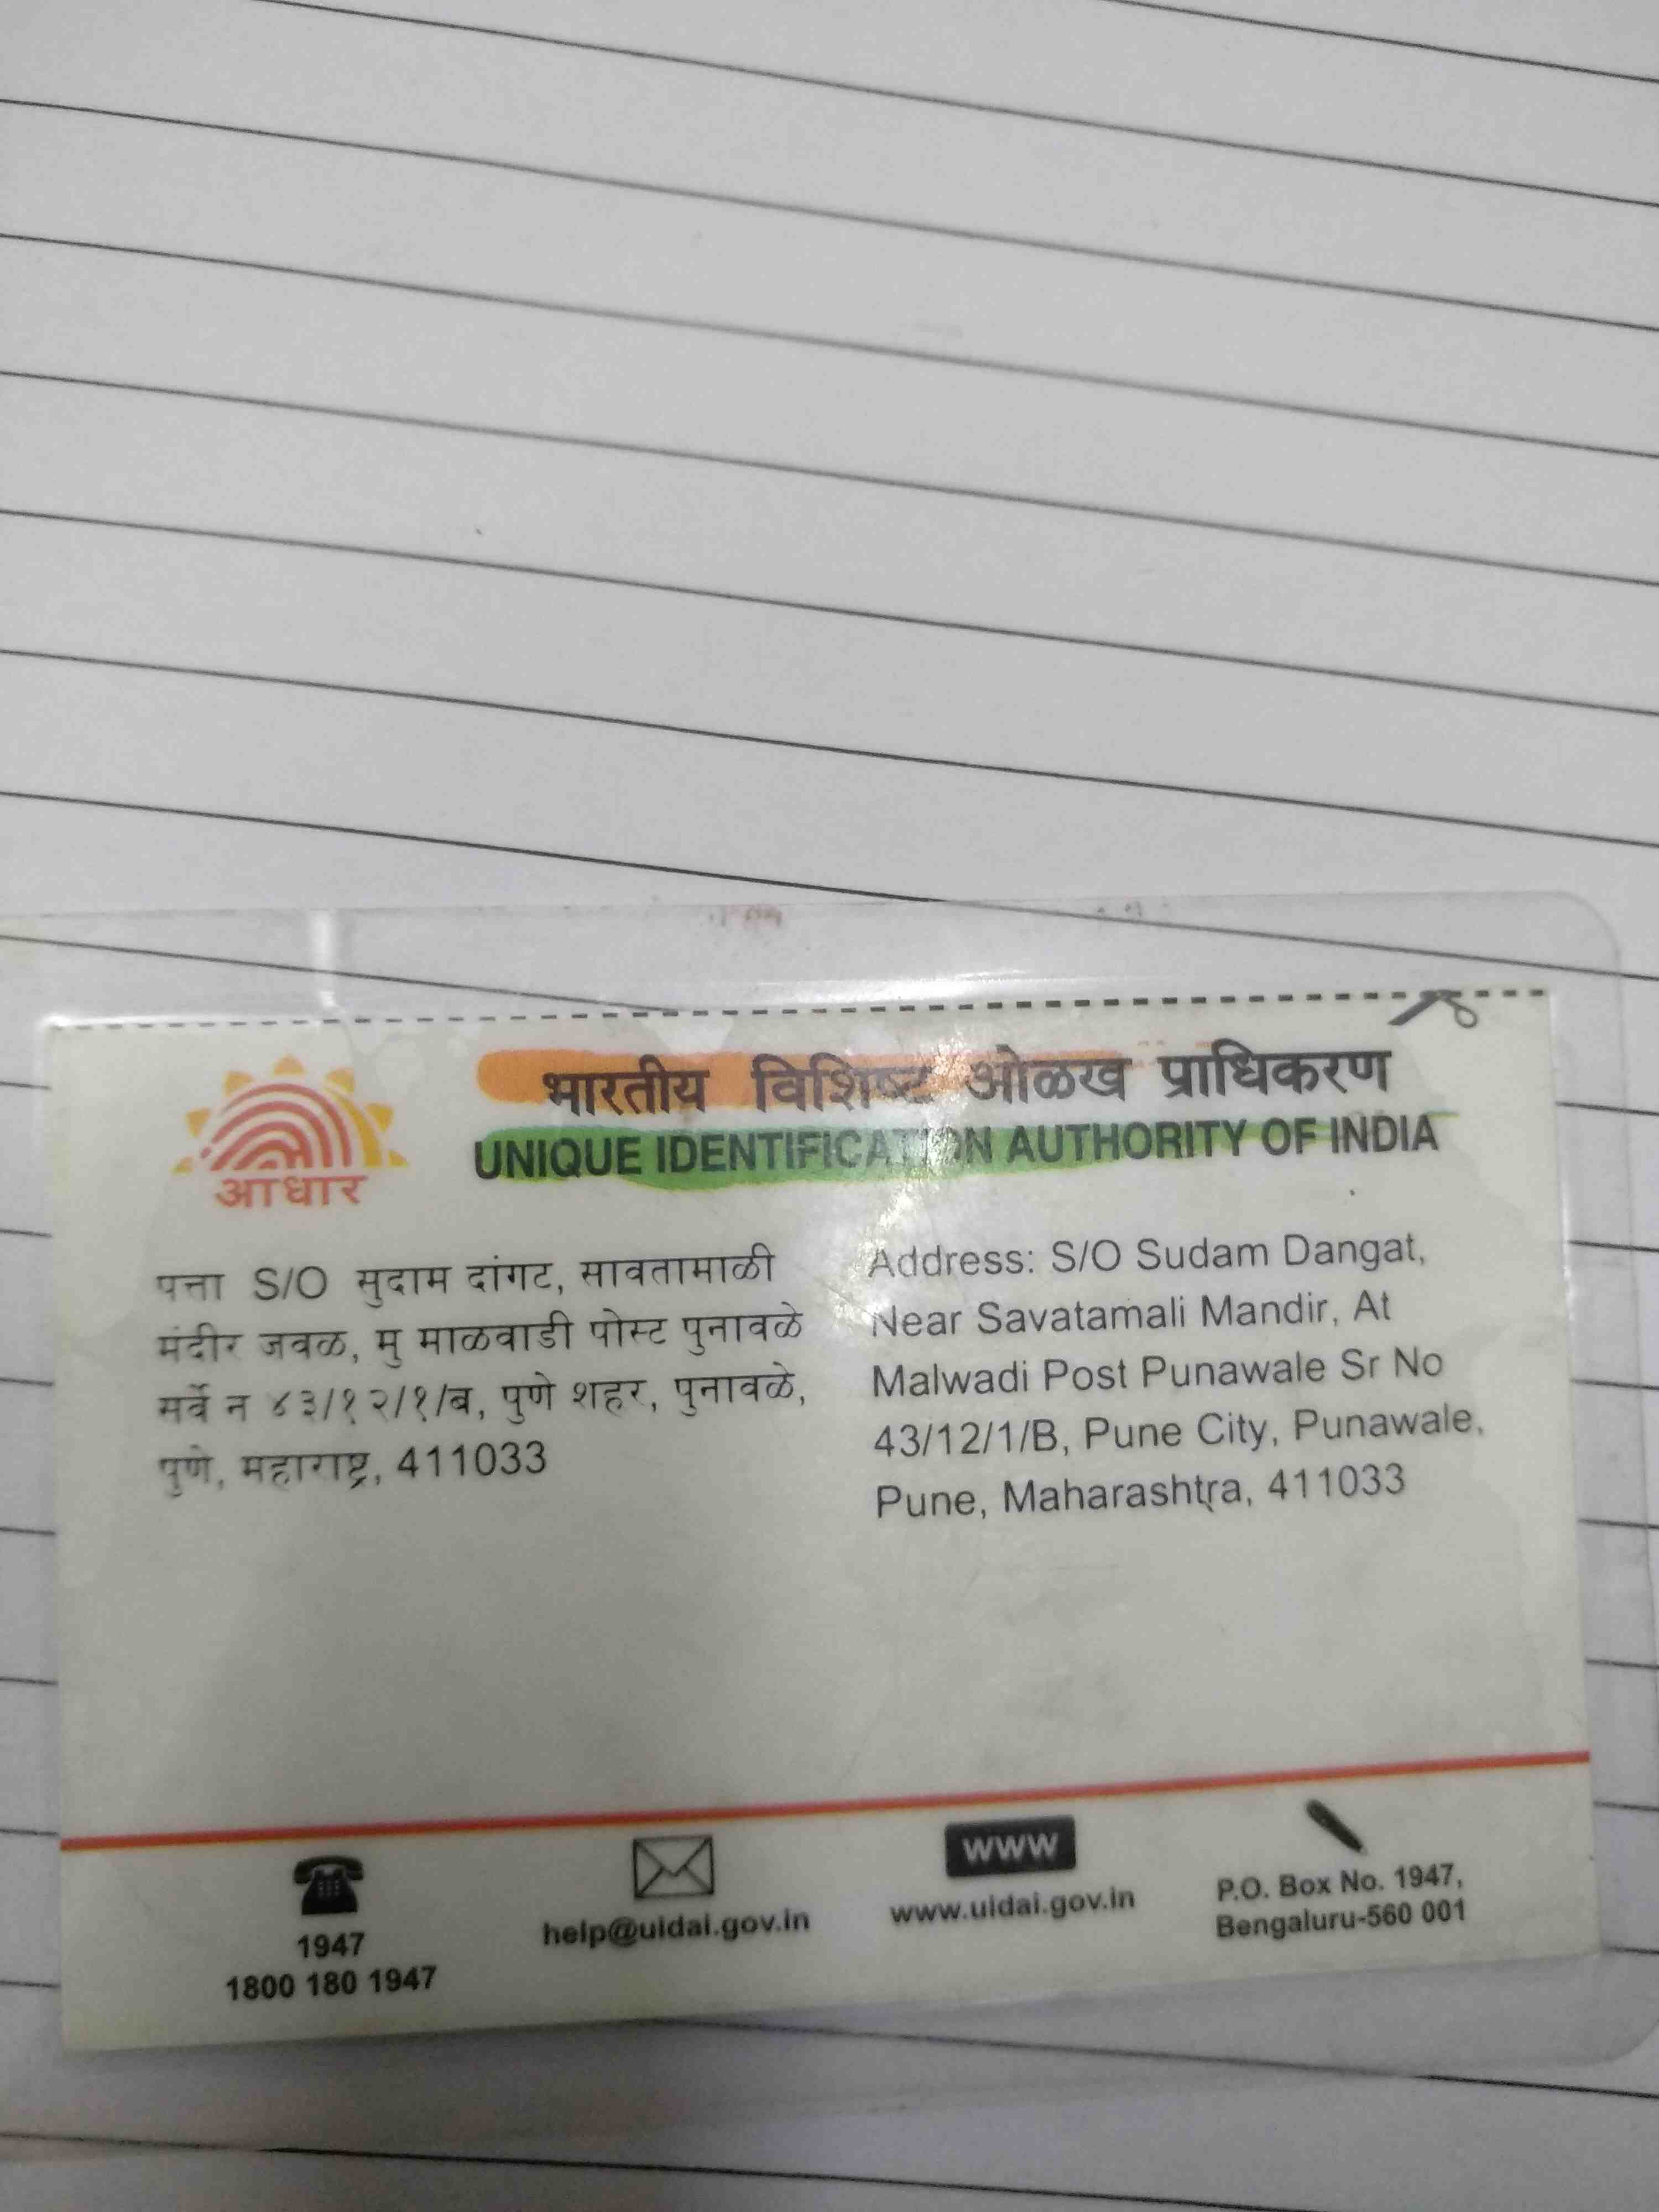 भारतीय विशिष्ट ओळख प्राधिकरण
UNIQUE IDENTIFICATION AUTHORITY OF INDIA
आधार
पत्ता S/O सुदाम दांगट, सावतामाळी
मंदीर जवळ, मु माळवाडी पोस्ट पुनावळे
सर्वे न ४३/१२/१/ब, पुणे शहर, पुनावळे,
पुणे, महाराष्ट्र, 411033
Address: S/O Sudam Dangat,
Near Savatamali Mandir, At
Malwadi Post Punawale Sr No
43/12/1/B, Pune City, Punawale,
Pune, Maharashtra, 411033
1947
1800 180 1947
help@uidai.gov.in
www
www.uidai.gov.in
P.O. Box No. 1947,
Bengaluru-560 001